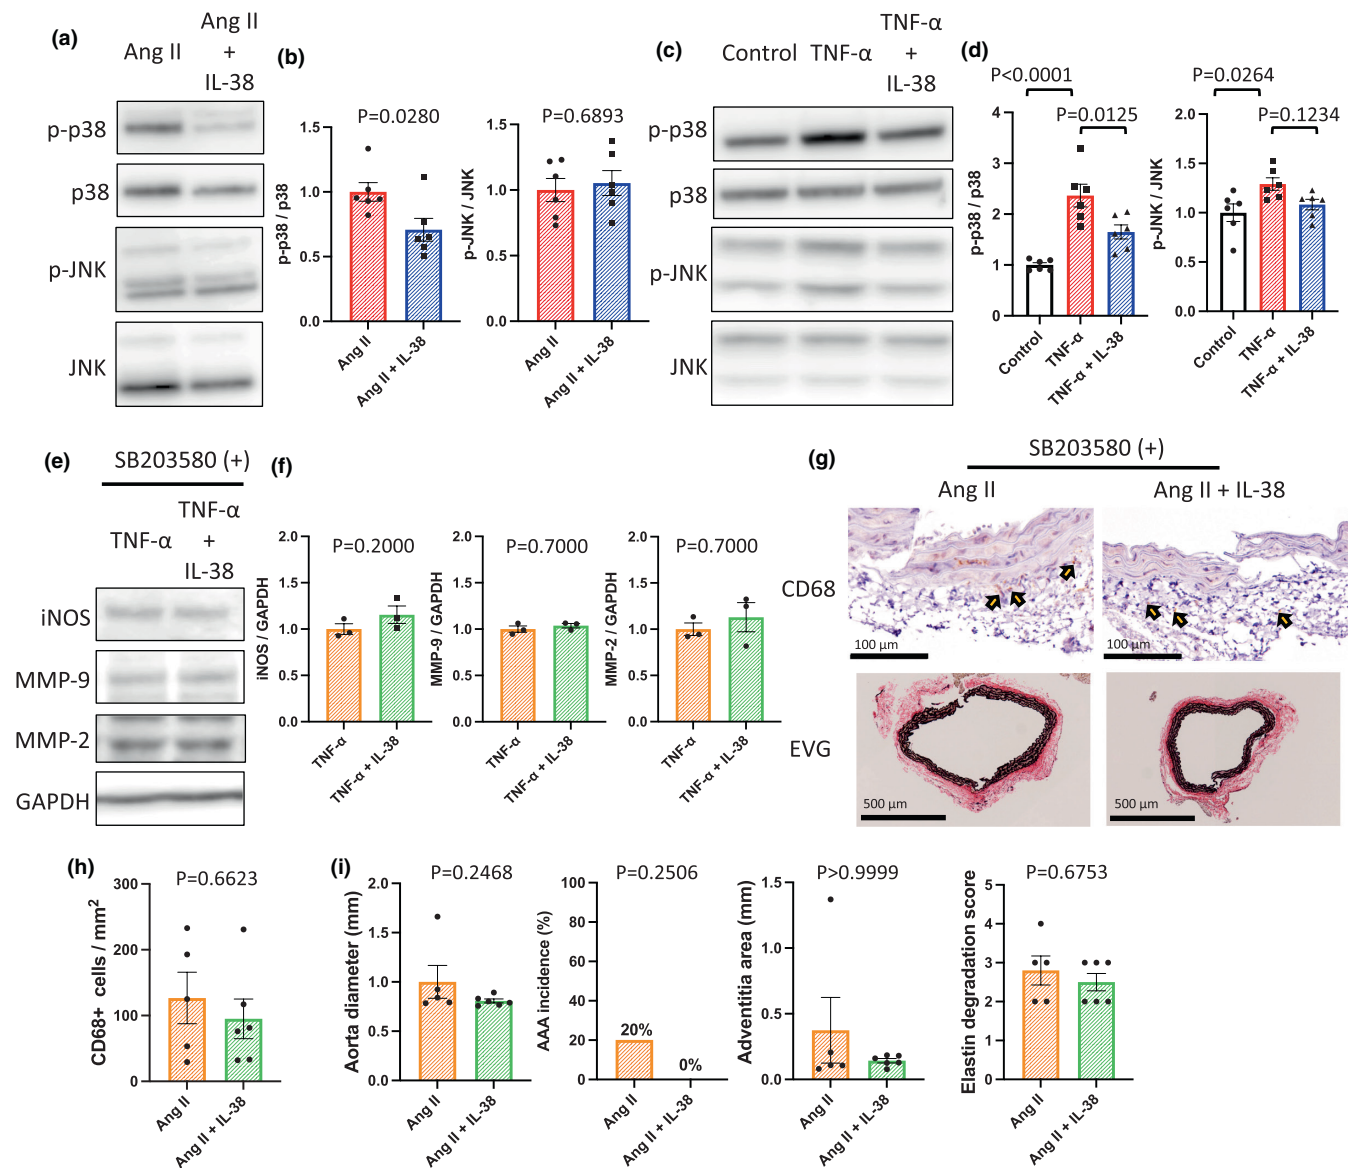 (a)
Ang II
Ang II
+
IL-38
p-p38
p38
p-JNK
JNK
(b)
P=0.0280
p-p38 / p38
1.5
1.0
0.5
0.0
Ang II
Ang II + IL-38
P=0.6893
p-JNK / JNK
1.5
1.0
0.5
0.0
Ang II
Ang II + IL-38
(c)
Control
TNF-α
TNF-α
+
IL-38
p-p38
p38
p-JNK
JNK
(d)
P<0.0001
P=0.0125
p-p38 / p38
4
3
2
1
0
Control
TNF-α
TNF-α + IL-38
P=0.0264
P=0.1234
p-JNK / JNK
2.0
1.5
1.0
0.5
0.0
Control
TNF-α
TNF-α + IL-38
(e)
SB203580 (+)
TNF-α
TNF-α
+
IL-38
iNOS
MMP-9
MMP-2
GAPDH
(f)
P=0.2000
iNOS / GAPDH
2.0
1.5
1.0
0.5
0.0
TNF-α
TNF-α + IL-38
P=0.7000
MMP-9 / GAPDH
2.0
1.5
1.0
0.5
0.0
TNF-α
TNF-α + IL-38
P=0.7000
MMP-2 / GAPDH
2.0
1.5
1.0
0.5
0.0
TNF-α
TNF-α + IL-38
(g)
SB203580 (+)
Ang II
Ang II + IL-38
CD68
100 µm
100 µm
EVG
500 µm
500 µm
(h)
P=0.6623
CD68+ cells / mm²
300
200
100
0
Ang II
Ang II + IL-38
(i)
P=0.2468
Aorta diameter (mm)
2.0
1.5
1.0
0.5
0.0
Ang II
Ang II + IL-38
P=0.2506
AAA incidence (%)
100
80
60
40
20
0
20%
0%
Ang II
Ang II + IL-38
P>0.9999
Adventitia area (mm)
1.5
1.0
0.5
0.0
Ang II
Ang II + IL-38
P=0.6753
Elastin degradation score
5
4
3
2
1
0
Ang II
Ang II + IL-38